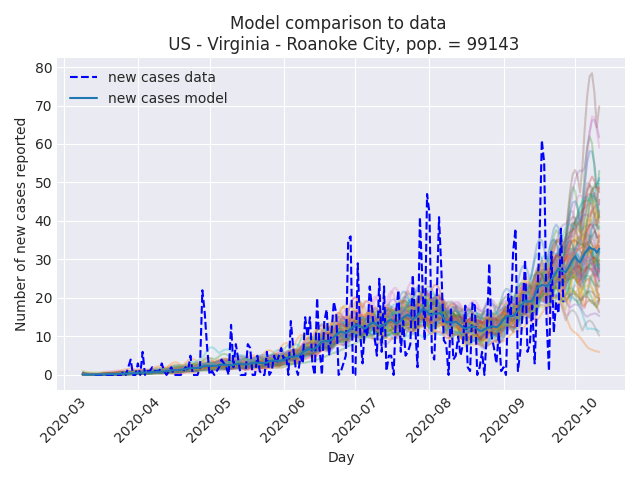 Model comparison to data
US - Virginia - Roanoke City, pop. = 99143
new cases data
new cases model
Number of new cases reported
80
70
60
50
40
30
20
10
0
2020-03
2020-04
2020-05
2020-06
2020-07
2020-08
2020-09
2020-10
Day